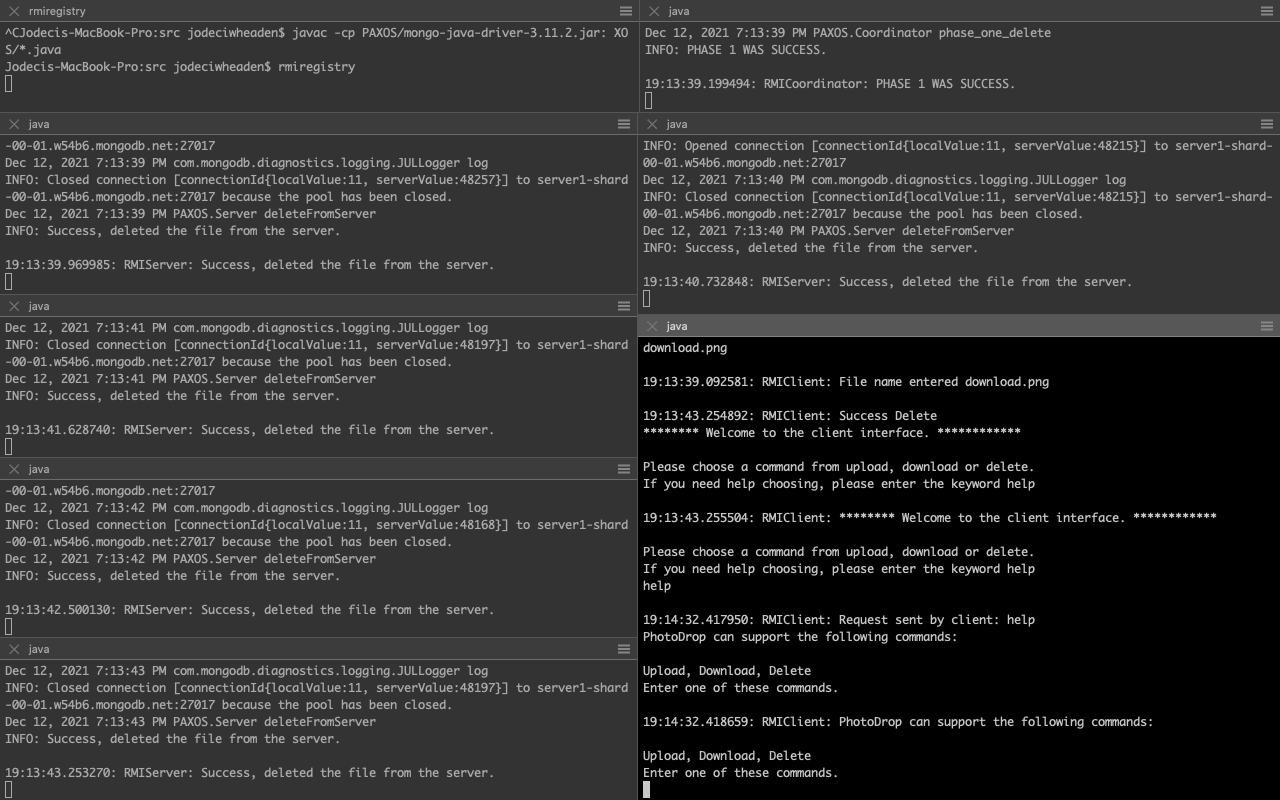 rmiregistry
^CJodecis-MacBook-Pro:src jodeciwheaden$ javac -cp PAXOS/mongo-java-driver-3.11.2.jar: XO
S/*.java
Jodecis-MacBook-Pro:src jodeciwheaden$ rmiregistry
java
Dec 12, 2021 7:13:39 PM PAXOS.Coordinator phase_one_delete
INFO: PHASE 1 WAS SUCCESS.
19:13:39.199494: RMICoordinator: PHASE 1 WAS SUCCESS.
java
-00-01.w54b6.mongodb.net:27017
Dec 12, 2021 7:13:39 PM com.mongodb.diagnostics.logging.JULLogger log
INFO: Closed connection [connectionId{localValue:11, serverValue:48257}] to server1-shard
-00-01.w54b6.mongodb.net:27017 because the pool has been closed.
Dec 12, 2021 7:13:39 PM PAXOS.Server deleteFromServer
INFO: Success, deleted the file from the server.
19:13:39.969985: RMIServer: Success, deleted the file from the server.
java
INFO: Opened connection [connectionId{localValue:11, serverValue:48215}] to server1-shard-
00-01.w54b6.mongodb.net:27017
Dec 12, 2021 7:13:40 PM com.mongodb.diagnostics.logging.JULLogger log
INFO: Closed connection [connectionId{localValue:11, serverValue:48215}] to server1-shard-
00-01.w54b6.mongodb.net:27017 because the pool has been closed.
Dec 12, 2021 7:13:40 PM PAXOS.Server deleteFromServer
INFO: Success, deleted the file from the server.
19:13:40.732848: RMIServer: Success, deleted the file from the server.
java
Dec 12, 2021 7:13:41 PM com.mongodb.diagnostics.logging.JULLogger log
INFO: Closed connection [connectionId{localValue:11, serverValue:48197}] to server1-shard
-00-01.w54b6.mongodb.net:27017 because the pool has been closed.
Dec 12, 2021 7:13:41 PM PAXOS.Server deleteFromServer
INFO: Success, deleted the file from the server.
19:13:41.628740: RMIServer: Success, deleted the file from the server.
java
-00-01.w54b6.mongodb.net:27017
Dec 12, 2021 7:13:42 PM com.mongodb.diagnostics.logging.JULLogger log
INFO: Closed connection [connectionId{localValue:11, serverValue:48168}] to server1-shard
-00-01.w54b6.mongodb.net:27017 because the pool has been closed.
Dec 12, 2021 7:13:42 PM PAXOS.Server deleteFromServer
INFO: Success, deleted the file from the server.
19:13:42.500130: RMIServer: Success, deleted the file from the server.
java
Dec 12, 2021 7:13:43 PM com.mongodb.diagnostics.logging.JULLogger log
INFO: Closed connection [connectionId{localValue:11, serverValue:48197}] to server1-shard
-00-01.w54b6.mongodb.net:27017 because the pool has been closed.
Dec 12, 2021 7:13:43 PM PAXOS.Server deleteFromServer
INFO: Success, deleted the file from the server.
19:13:43.253270: RMIServer: Success, deleted the file from the server.
java
download.png
19:13:39.092581: RMIClient: File name entered download.png
19:13:43.254892: RMIClient: Success Delete
******** Welcome to the client interface. ************
Please choose a command from upload, download or delete.
If you need help choosing, please enter the keyword help
19:13:43.255504: RMIClient: ******** Welcome to the client interface. ************
Please choose a command from upload, download or delete.
If you need help choosing, please enter the keyword help
help
19:14:32.417950: RMIClient: Request sent by client: help
PhotoDrop can support the following commands:
Upload, Download, Delete
Enter one of these commands.
19:14:32.418659: RMIClient: PhotoDrop can support the following commands:
Upload, Download, Delete
Enter one of these commands.